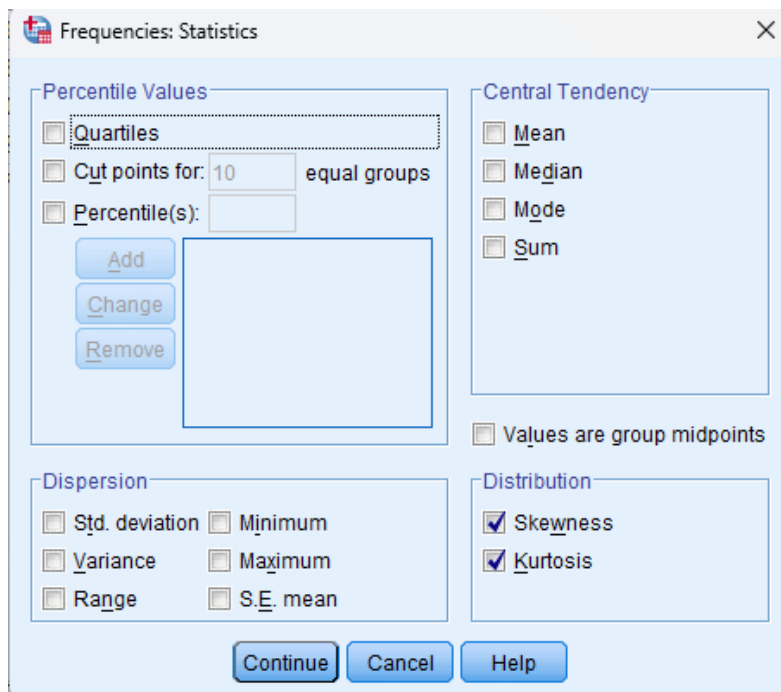 Frequencies: Statistics
Percentile Values
Quartiles
Cut points for: 10 equal groups
Percentile(s):
Add
Change
Remove
Central Tendency
Mean
Median
Mode
Sum
Values are group midpoints
Dispersion
Std. deviation Minimum
Variance Maximum
Range S.E. mean
Distribution
Skewness
Kurtosis
Continue Cancel Help